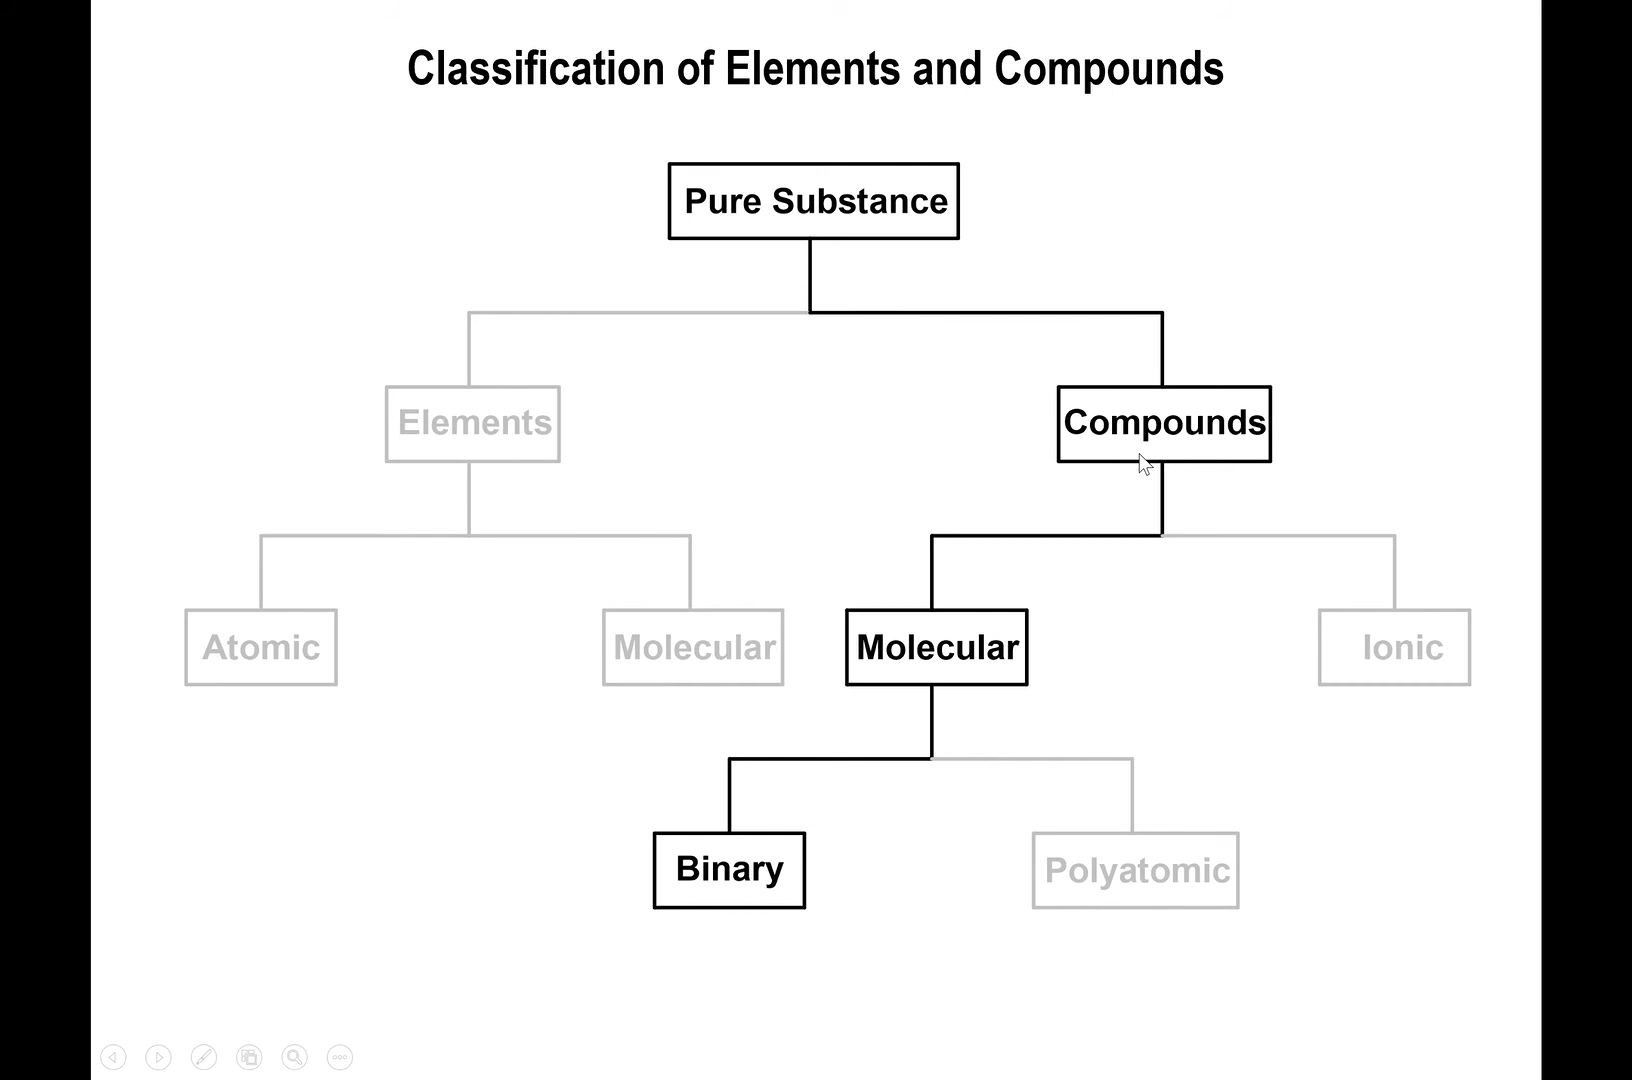 Classification of Elements and Compounds
Pure Substance
Elements
Compounds
Atomic
Molecular
Molecular
Ionic
Binary
Polyatomic